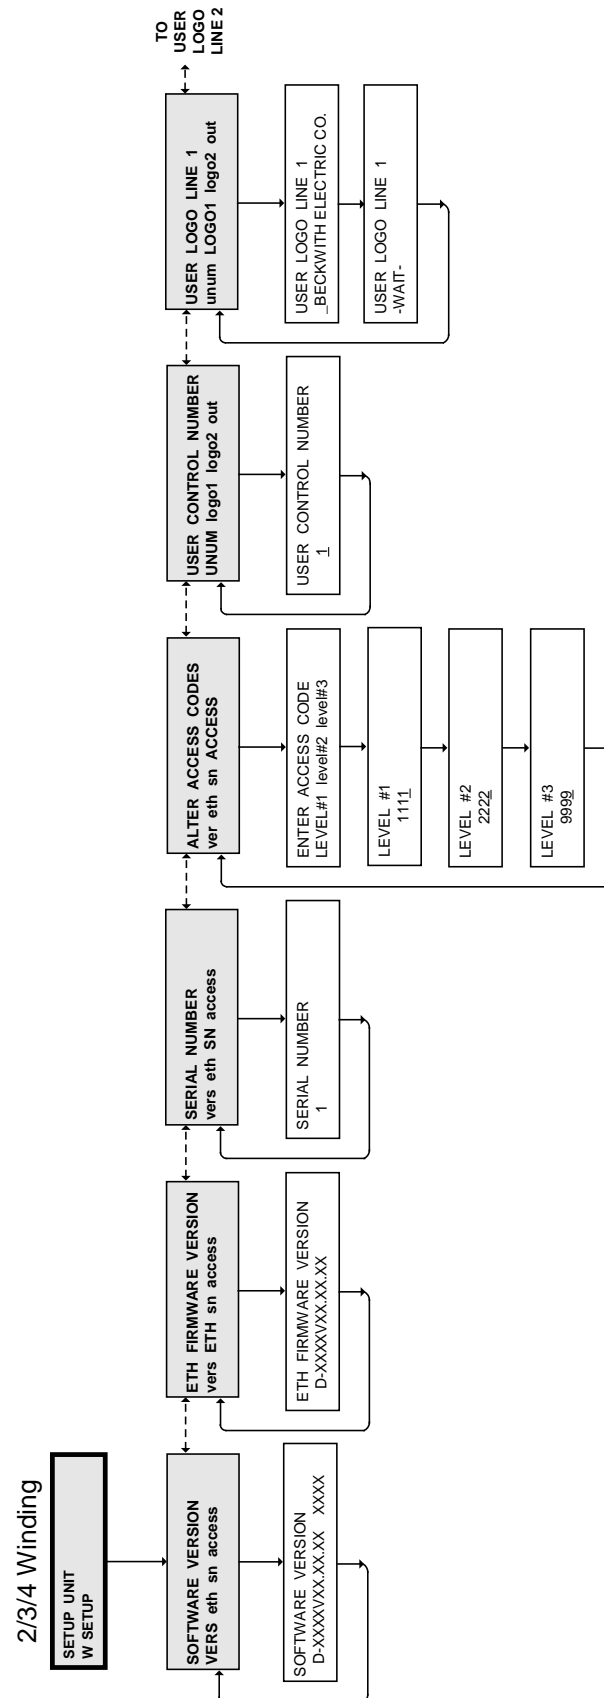 2/3/4 Winding
SETUP UNIT
W SETUP
SOFTWARE VERSION
VERS eth sn access
SOFTWARE VERSION
D-XXXXVXX.XX.XX XXXX
ETH FIRMWARE VERSION
vers ETH sn access
ETH FIRMWARE VERSION
D-XXXXVXX.XX.XX
SERIAL NUMBER
vers eth SN access
SERIAL NUMBER
1
ALTER ACCESS CODES
ver eth sn ACCESS
ENTER ACCESS CODE
LEVEL#1 level#2 level#3
LEVEL #1
1111
LEVEL #2
2222
LEVEL #3
9999
USER CONTROL NUMBER
UNUM logo1 logo2 out
USER CONTROL NUMBER
1
USER LOGO LINE 1
unum LOGO1 logo2 out
USER LOGO LINE 1
_BECKWITH ELECTRIC CO.
USER LOGO LINE 1
-WAIT-
TO
USER
LOGO
LINE 2